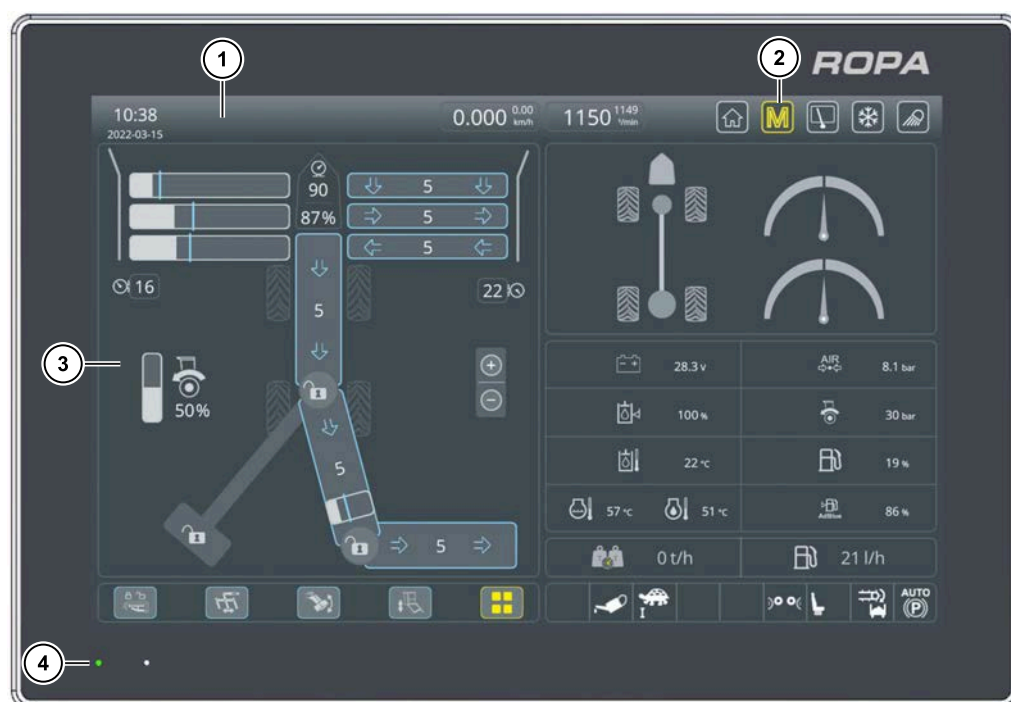 1
2
ROPA
10:38
2022-03-15
0.000 0.00 km/h
1150 1149 ¹/min
M
90
87%
5
5
5
16
22
5
3
50%
+
−
5
5
28.3 V
AIR
8.1 bar
100 %
30 bar
22 °C
19 %
57 °C
51 °C
AdBlue
86 %
0 t/h
21 l/h
I
AUTO
(P)
4